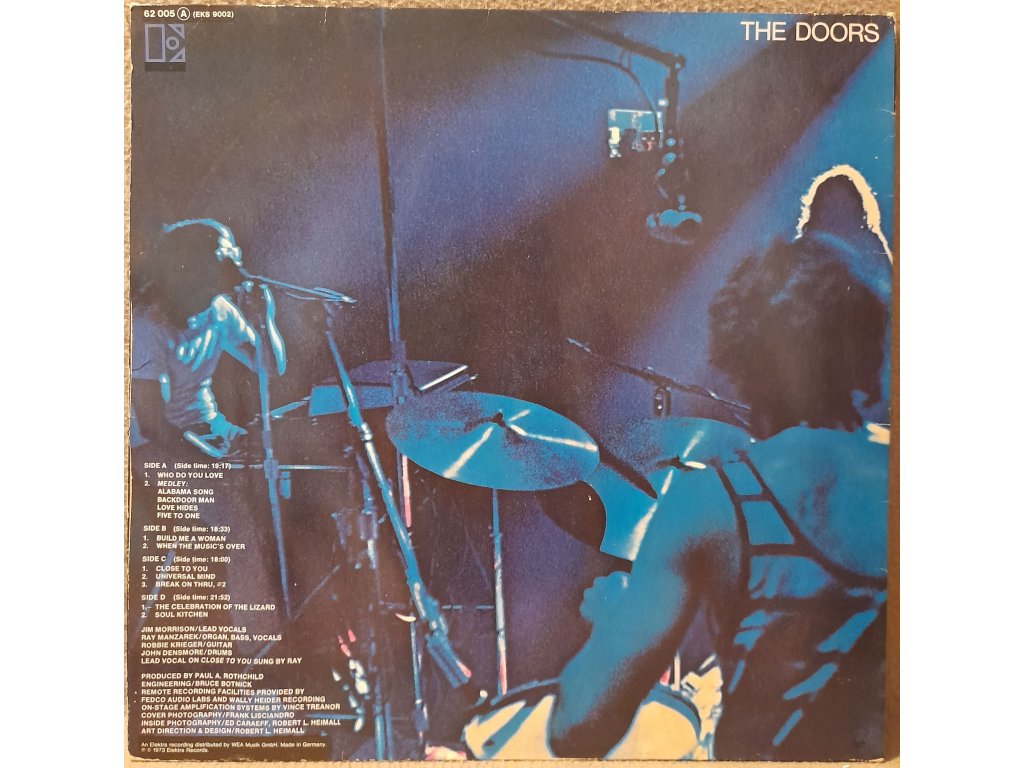 62 005 Ⓐ (EKS 9002)
THE DOORS
SIDE A (Side time: 19:17)
1. WHO DO YOU LOVE
2. MEDLEY:
ALABAMA SONG
BACKDOOR MAN
LOVE HIDES
FIVE TO ONE
SIDE B (Side time: 18:33)
1. BUILD ME A WOMAN
2. WHEN THE MUSIC'S OVER
SIDE C (Side time: 18:00)
1. CLOSE TO YOU
2. UNIVERSAL MIND
3. BREAK ON THRU, #2
SIDE D (Side time: 21:52)
1. THE CELEBRATION OF THE LIZARD
2. SOUL KITCHEN
JIM MORRISON/LEAD VOCALS
RAY MANZAREK/ORGAN, BASS, VOCALS
ROBBIE KRIEGER/GUITAR
JOHN DENSMORE/DRUMS
LEAD VOCAL ON CLOSE TO YOU SUNG BY RAY
PRODUCED BY PAUL A. ROTHCHILD
ENGINEERING/BRUCE BOTNICK
REMOTE RECORDING FACILITIES PROVIDED BY
FEDCO AUDIO LABS AND WALLY HEIDER RECORDING
ON-STAGE AMPLIFICATION SYSTEMS BY VINCE TREANOR
COVER PHOTOGRAPHY/FRANK LISCIANDRO
INSIDE PHOTOGRAPHY/ED CARAEFF, ROBERT L. HEIMALL
ART DIRECTION & DESIGN/ROBERT L. HEIMALL
An Elektra recording distributed by WEA Musik GmbH. Made in Germany.
℗ © 1973 Elektra Records.